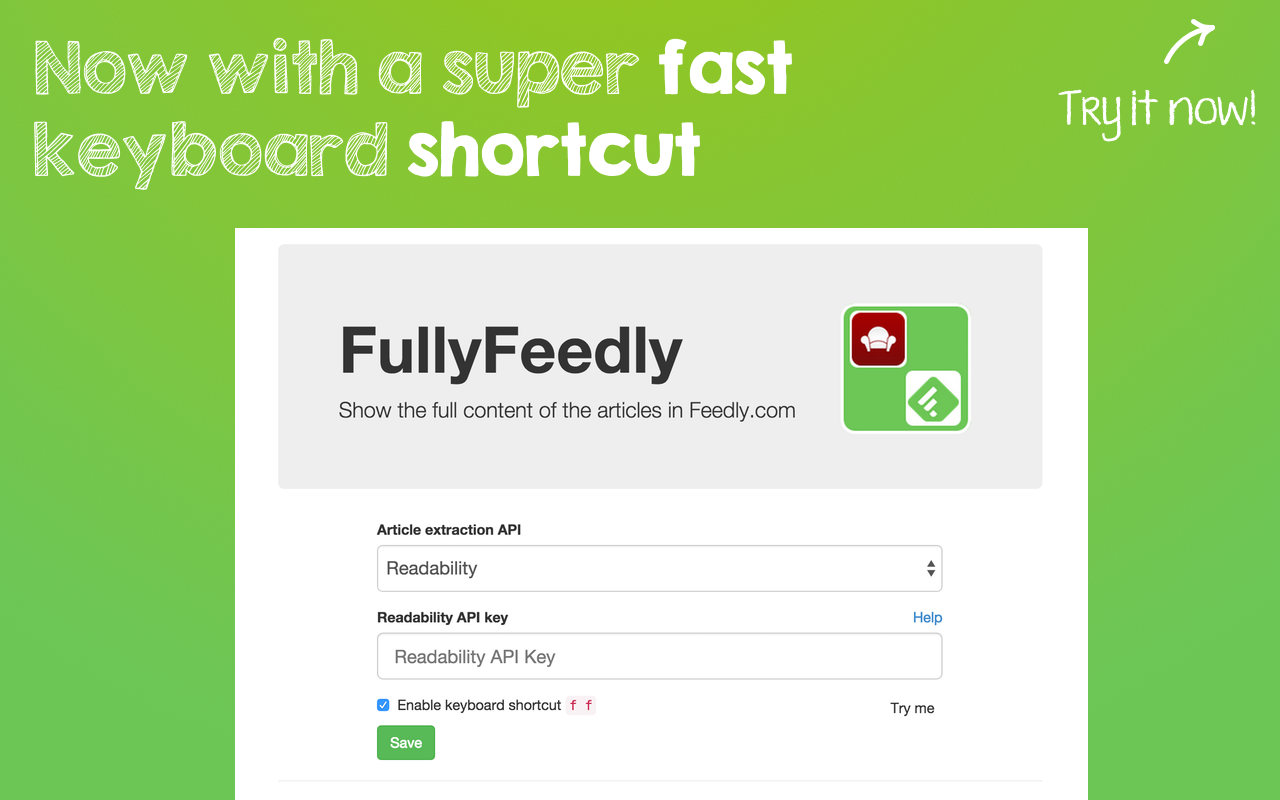 Now with a super fast
keyboard shortcut
Try it now!
FullyFeedly
Show the full content of the articles in Feedly.com
Article extraction API
Readability
Readability API key
Help
Readability API Key
Enable keyboard shortcut f f
Try me
Save